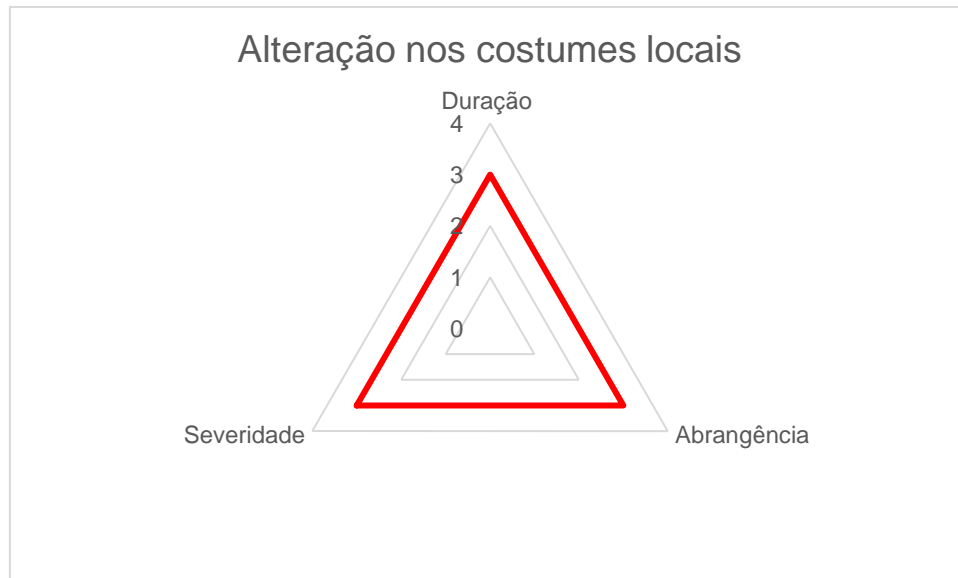 Alteração nos costumes locais
Duração
4
3
2
1
0
Severidade
Abrangência